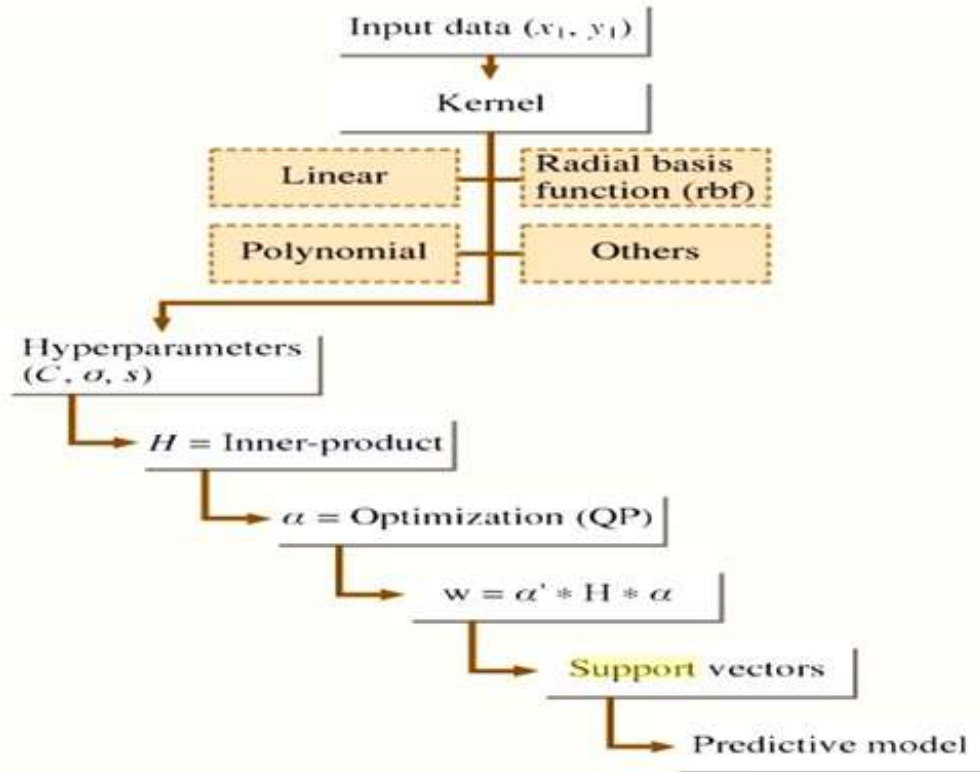 Input data (x₁, y₁)
Kernel
Linear
Radial basis
function (rbf)
Polynomial
Others
Hyperparameters
(C, σ, s)
H = Inner-product
α = Optimization (QP)
w = α' * H * α
Support vectors
Predictive model